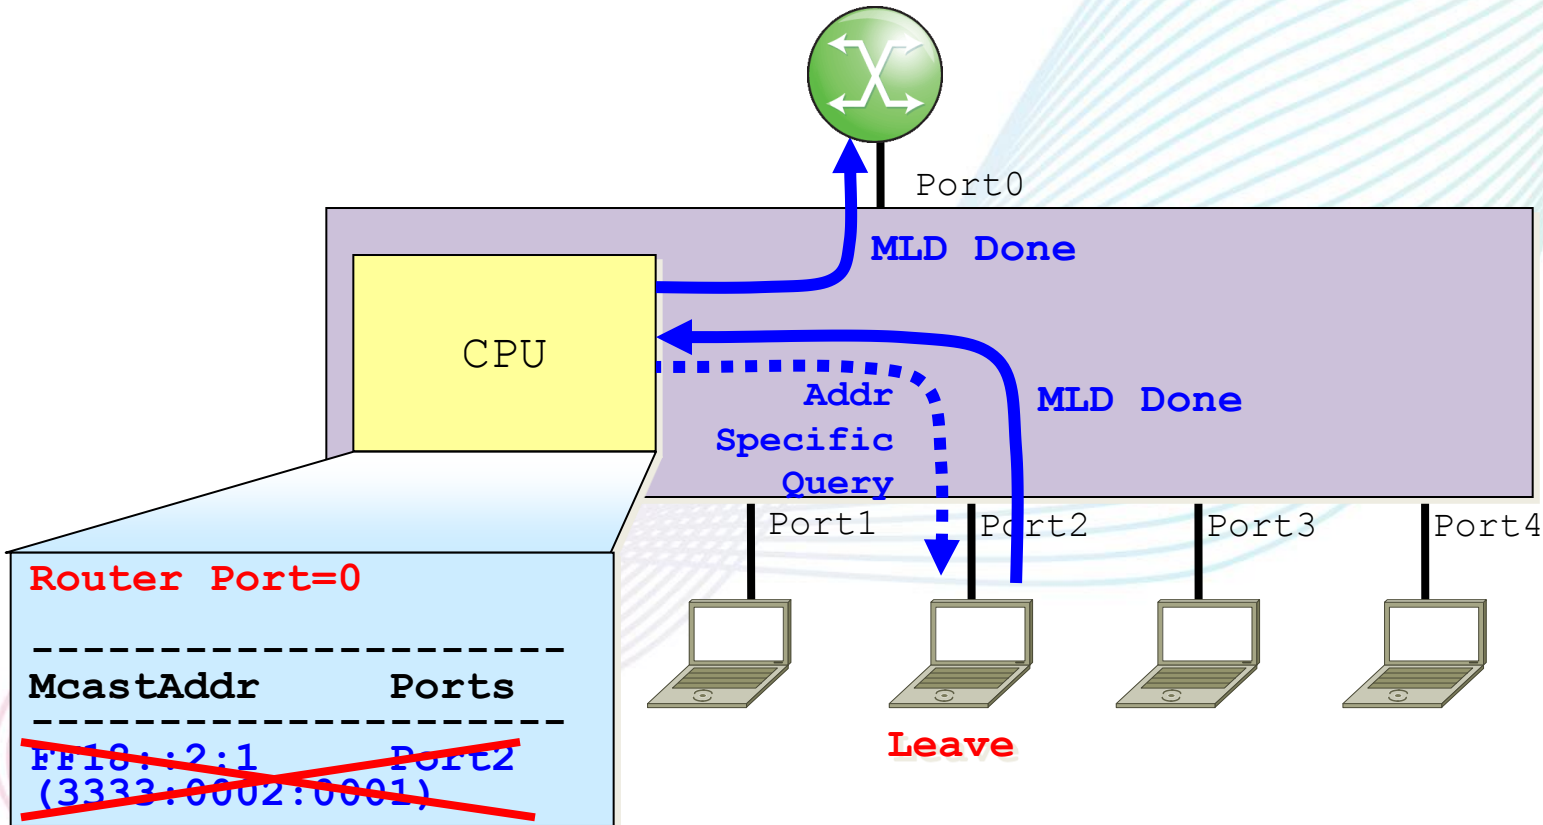 Port0
MLD Done
CPU
Addr
Specific
Query
MLD Done
Port1
Port2
Port3
Port4
Router Port=0
---------------------
McastAddr Ports
---------------------
FF18::2:1 Port2
(3333:0002:0001)
Leave